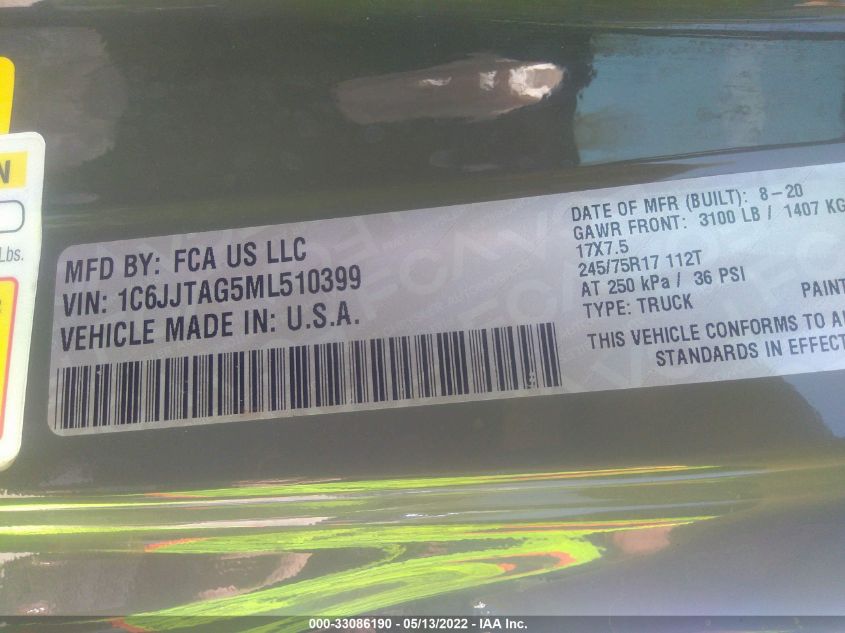 N
Lbs.
MFD BY: FCA US LLC
VIN: 1C6JJTAG5ML510399
VEHICLE MADE IN: U.S.A.
DATE OF MFR (BUILT): 8-20
GAWR FRONT: 3100 LB / 1407 KG
17X7.5
245/75R17 112T
AT 250 kPa / 36 PSI
TYPE: TRUCK
PAINT
THIS VEHICLE CONFORMS TO A
STANDARDS IN EFFECT
000-33086190 - 05/13/2022 - IAA Inc.